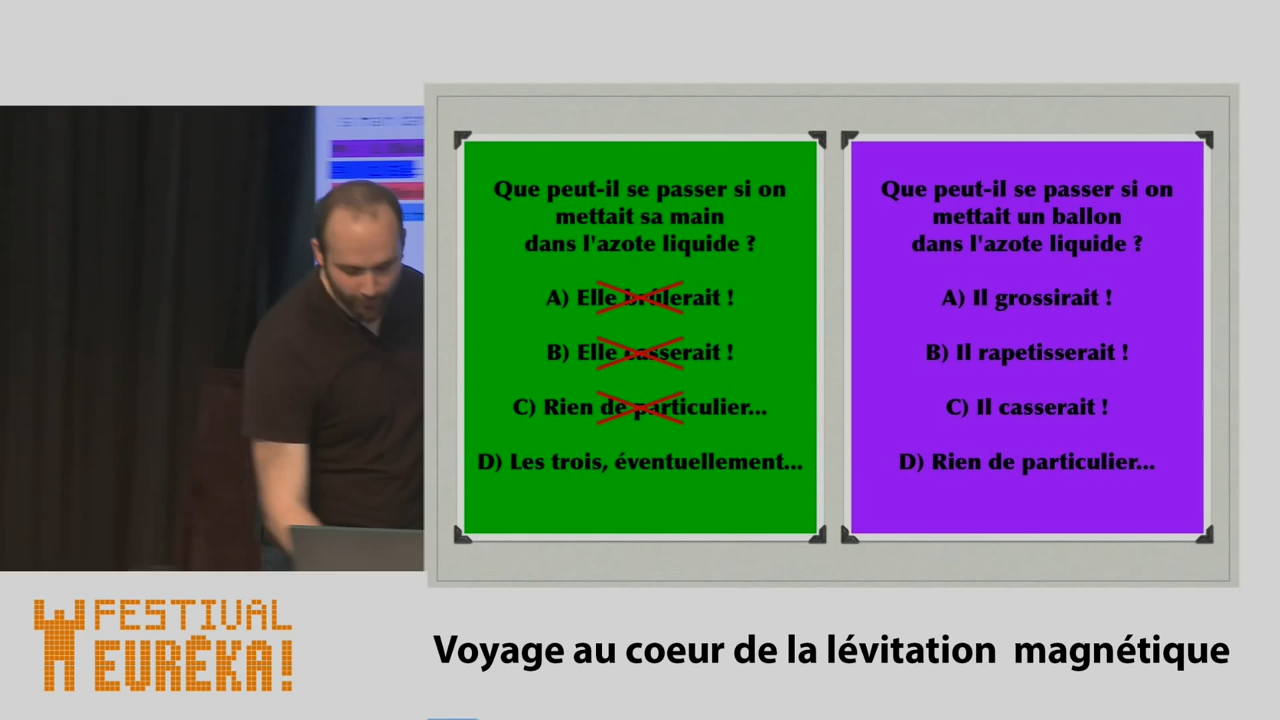 Que peut-il se passer si on
mettait sa main
dans l'azote liquide ?
A) Elle brûlerait !
B) Elle casserait !
C) Rien de particulier...
D) Les trois, éventuellement...
Que peut-il se passer si on
mettait un ballon
dans l'azote liquide ?
A) Il grossirait !
B) Il rapetisserait !
C) Il casserait !
D) Rien de particulier...
FESTIVAL
EURÊKA!
Voyage au coeur de la lévitation magnétique